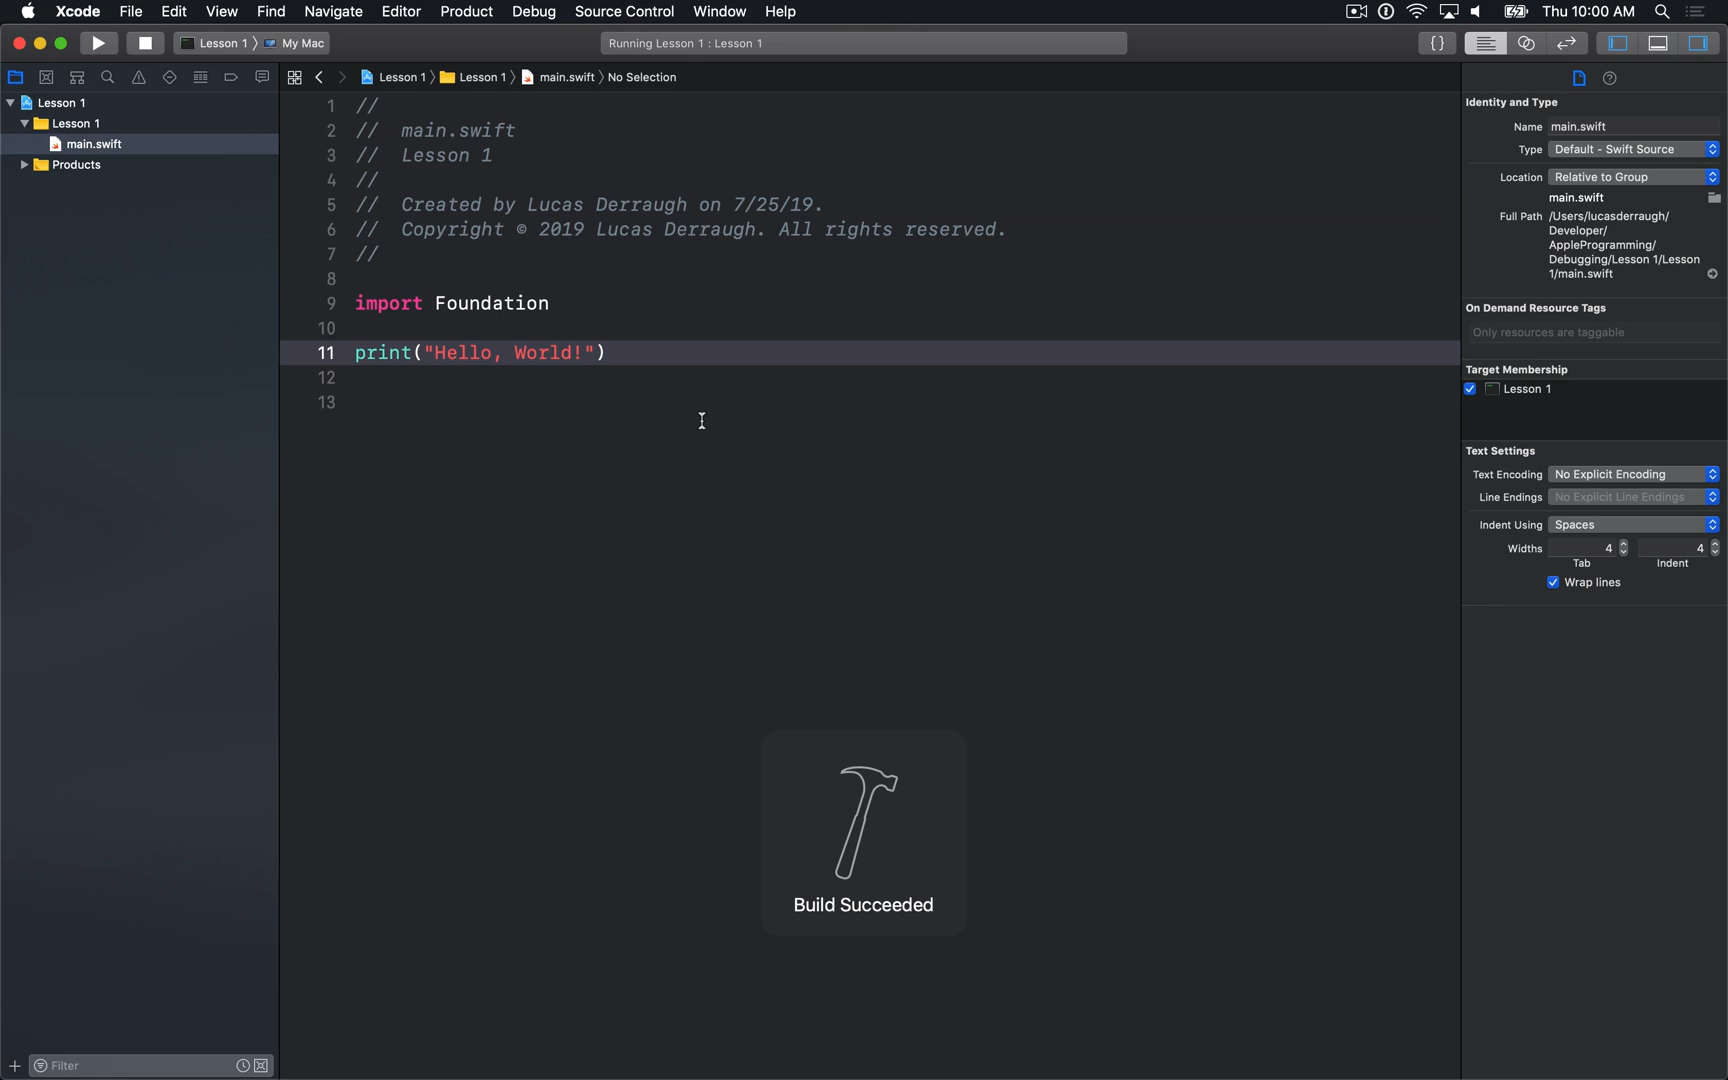 Xcode File Edit View Find Navigate Editor Product Debug Source Control Window Help Thu 10:00 AM
Lesson 1 My Mac Running Lesson 1 : Lesson 1 {}
Lesson 1 Lesson 1 main.swift No Selection
Lesson 1
Lesson 1
main.swift
Products
Filter
1 //
2 // main.swift
3 // Lesson 1
4 //
5 // Created by Lucas Derraugh on 7/25/19.
6 // Copyright © 2019 Lucas Derraugh. All rights reserved.
7 //
8
9 import Foundation
10
11 print("Hello, World!")
12
13
Build Succeeded
Identity and Type
Name main.swift
Type Default - Swift Source
Location Relative to Group
main.swift
Full Path /Users/lucasderraugh/
Developer/
AppleProgramming/
Debugging/Lesson 1/Lesson
1/main.swift
On Demand Resource Tags
Only resources are taggable
Target Membership
Lesson 1
Text Settings
Text Encoding No Explicit Encoding
Line Endings No Explicit Line Endings
Indent Using Spaces
Widths 4 4
Tab Indent
Wrap lines